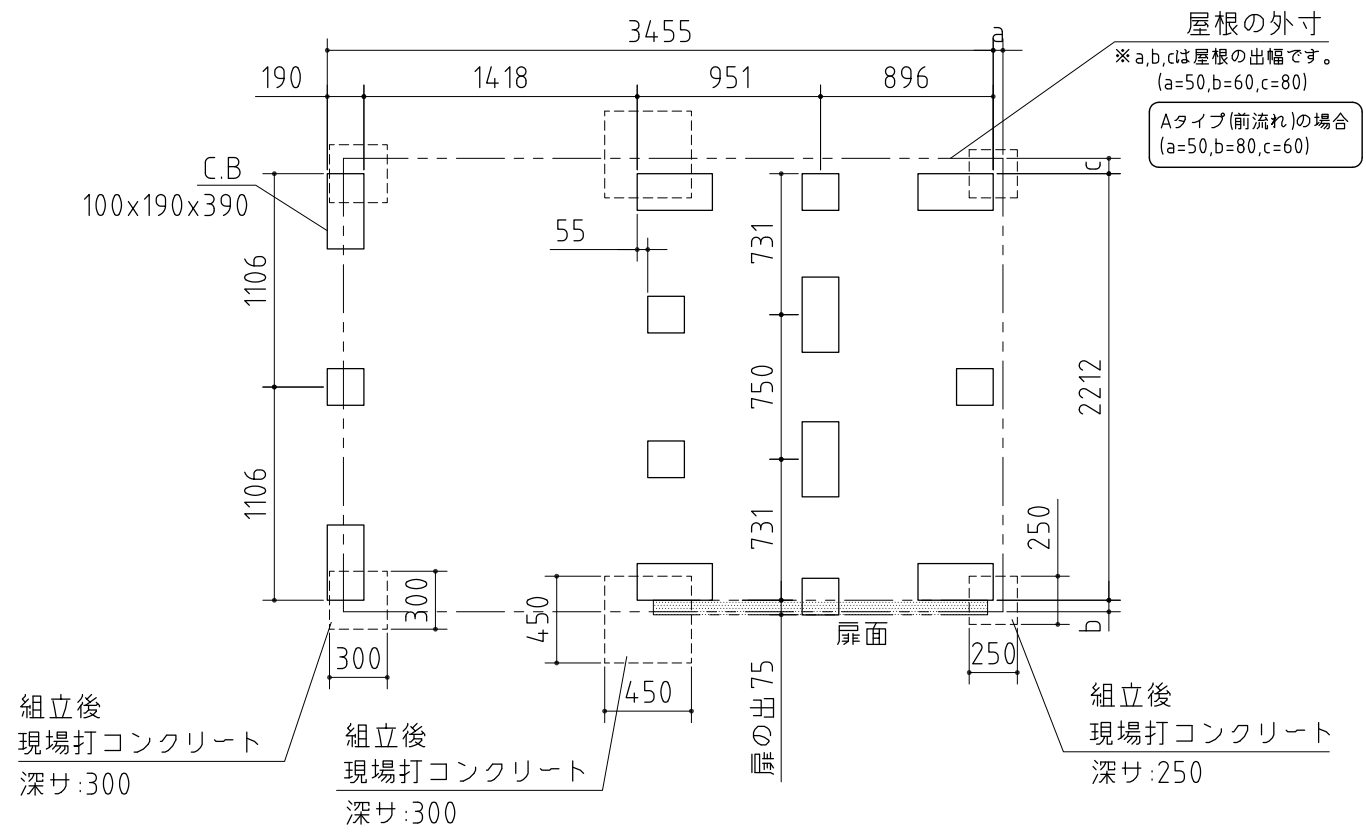 3455
a
屋根の外寸
※a,b,cは屋根の出幅です。
(a=50,b=60,c=80)
Aタイプ(前流れ)の場合
(a=50,b=80,c=60)
190
1418
951
896
C.B
100x190x390
c
55
731
1106
750
2212
1106
731
250
300
450
b
扉面
300
250
450
扉の出75
組立後
現場打コンクリート
深サ:300
組立後
現場打コンクリート
深サ:300
組立後
現場打コンクリート
深サ:250